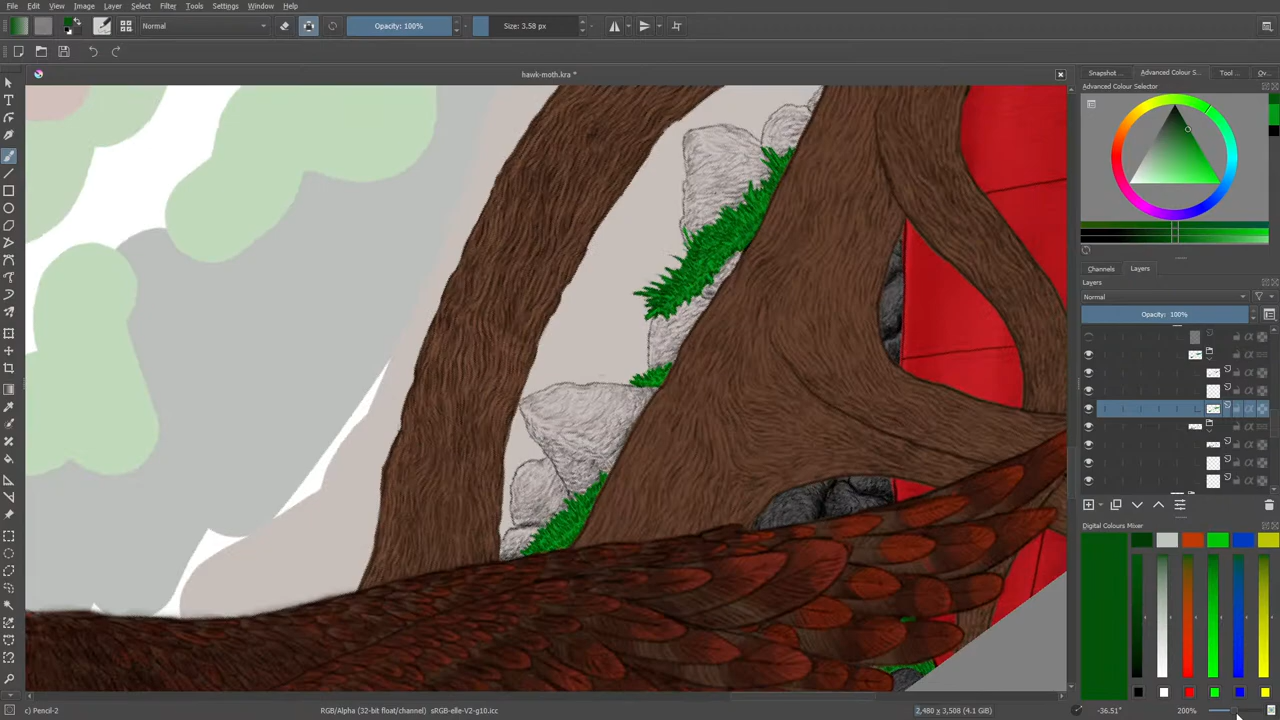 File Edit View Image Layer Select Filter Tools Settings Window Help
Normal Opacity: 100% Size: 3.58 px
hawk-moth.kra *
Snapshot ... Advanced Colour S... Tool ... Ov...
Advanced Colour Selector
Channels Layers
Layers
Normal
Opacity: 100%
Digital Colours Mixer
c) Pencil-2 RGB/Alpha (32-bit float/channel) sRGB-elle-V2-g10.icc 2,480 x 3,508 (4.1 GiB) -36.51° 200%